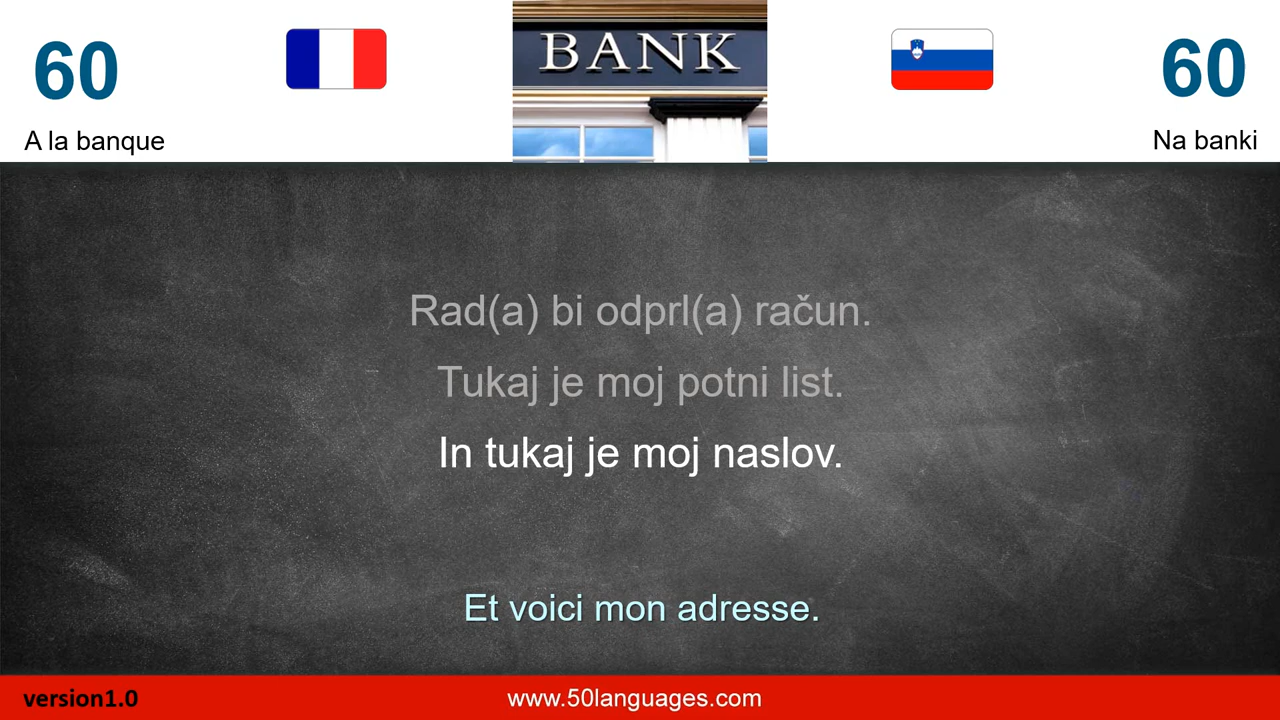 60
BANK
60
A la banque
Na banki
Rad(a) bi odprl(a) račun.
Tukaj je moj potni list.
In tukaj je moj naslov.
Et voici mon adresse.
version1.0
www.50languages.com